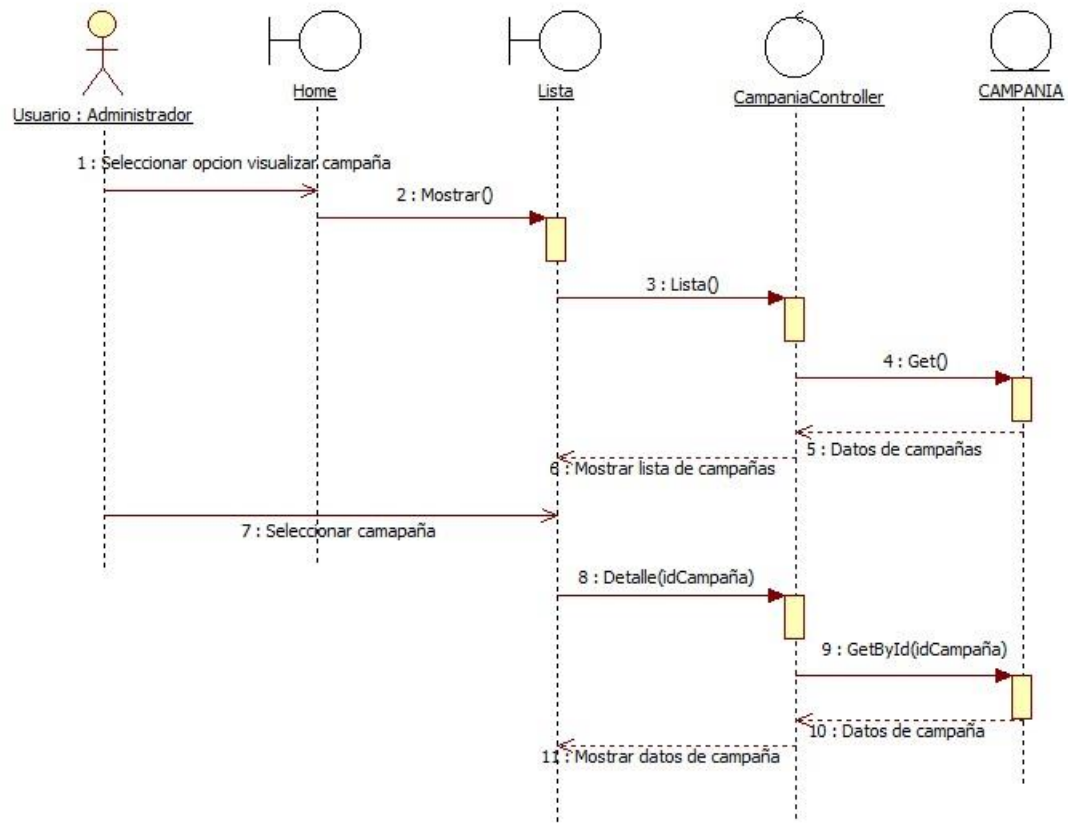 Home
Lista
CampaniaController
CAMPANIA
Usuario : Administrador
1 : Seleccionar opcion visualizar campaña
2 : Mostrar()
3 : Lista()
4 : Get()
5 : Datos de campañas
6 : Mostrar lista de campañas
7 : Seleccionar camapaña
8 : Detalle(idCampaña)
9 : GetById(idCampaña)
10 : Datos de campaña
11 : Mostrar datos de campaña